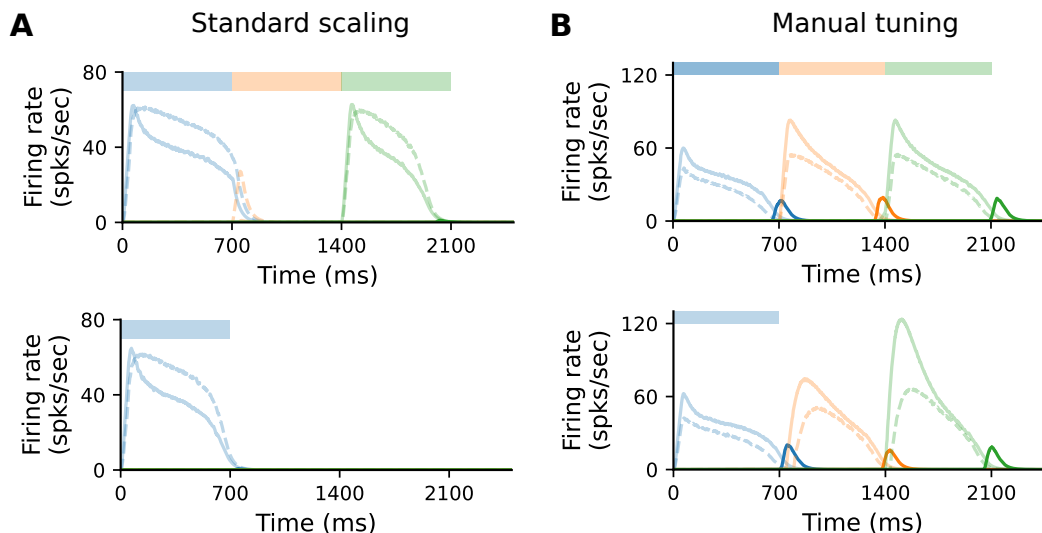 A
Standard scaling
B
Manual tuning
80
40
0
Firing rate
(spks/sec)
0
700
1400
2100
Time (ms)
120
60
0
Firing rate
(spks/sec)
0
700
1400
2100
Time (ms)
80
40
0
Firing rate
(spks/sec)
0
700
1400
2100
Time (ms)
120
60
0
Firing rate
(spks/sec)
0
700
1400
2100
Time (ms)